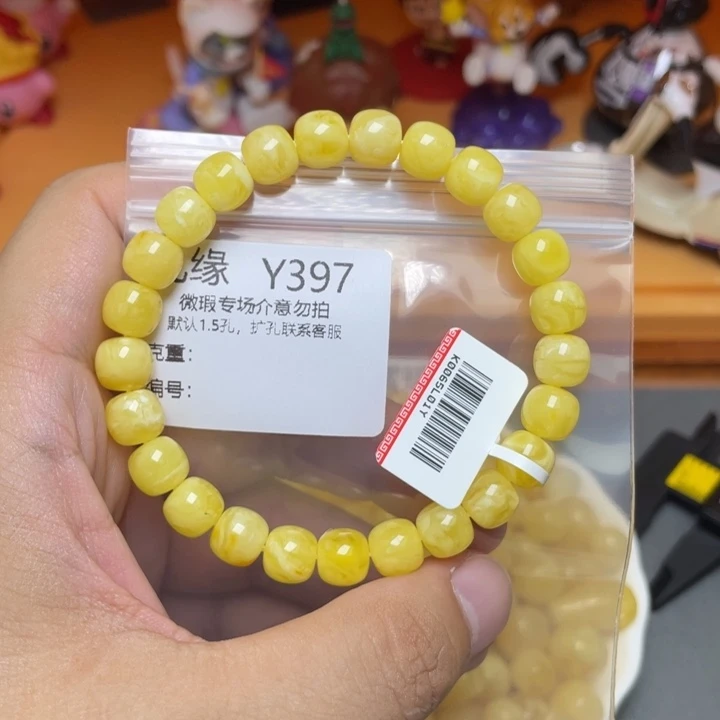 缘 Y397
微瑕专场介意勿拍
默认1.5孔，扩孔联系客服
克重：
编号：
K0065L01Y